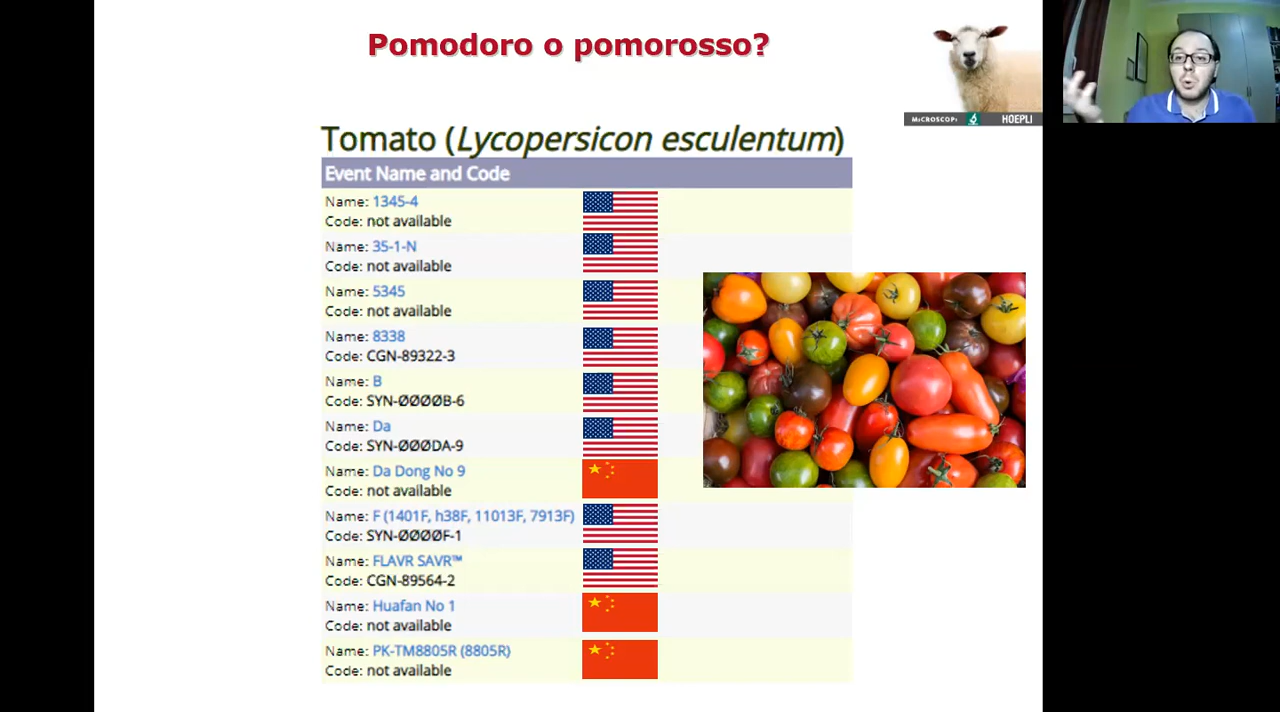 Pomodoro o pomorosso?
MICROSCOPI HOEPLI
Tomato (Lycopersicon esculentum)
Event Name and Code
Name: 1345-4
Code: not available
Name: 35-1-N
Code: not available
Name: 5345
Code: not available
Name: 8338
Code: CGN-89322-3
Name: B
Code: SYN-ØØØØB-6
Name: Da
Code: SYN-ØØØDA-9
Name: Da Dong No 9
Code: not available
Name: F (1401F, h38F, 11013F, 7913F)
Code: SYN-ØØØØF-1
Name: FLAVR SAVR™
Code: CGN-89564-2
Name: Huafan No 1
Code: not available
Name: PK-TM8805R (8805R)
Code: not available